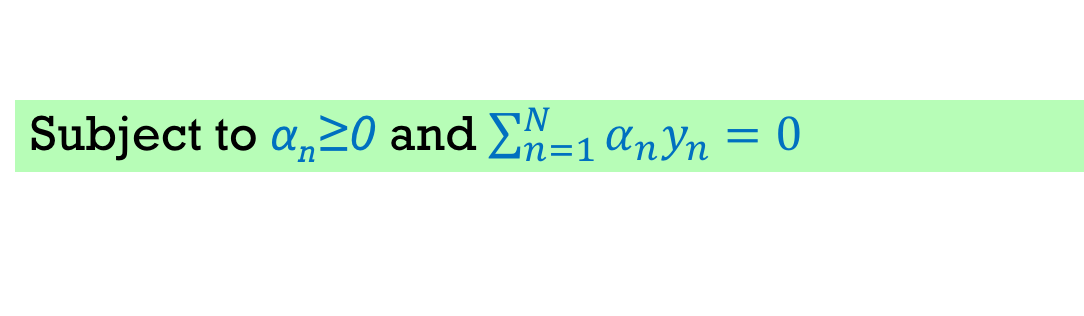 Subject to αₙ≥0 and ∑ₙ₌₁ᴺ αₙyₙ = 0